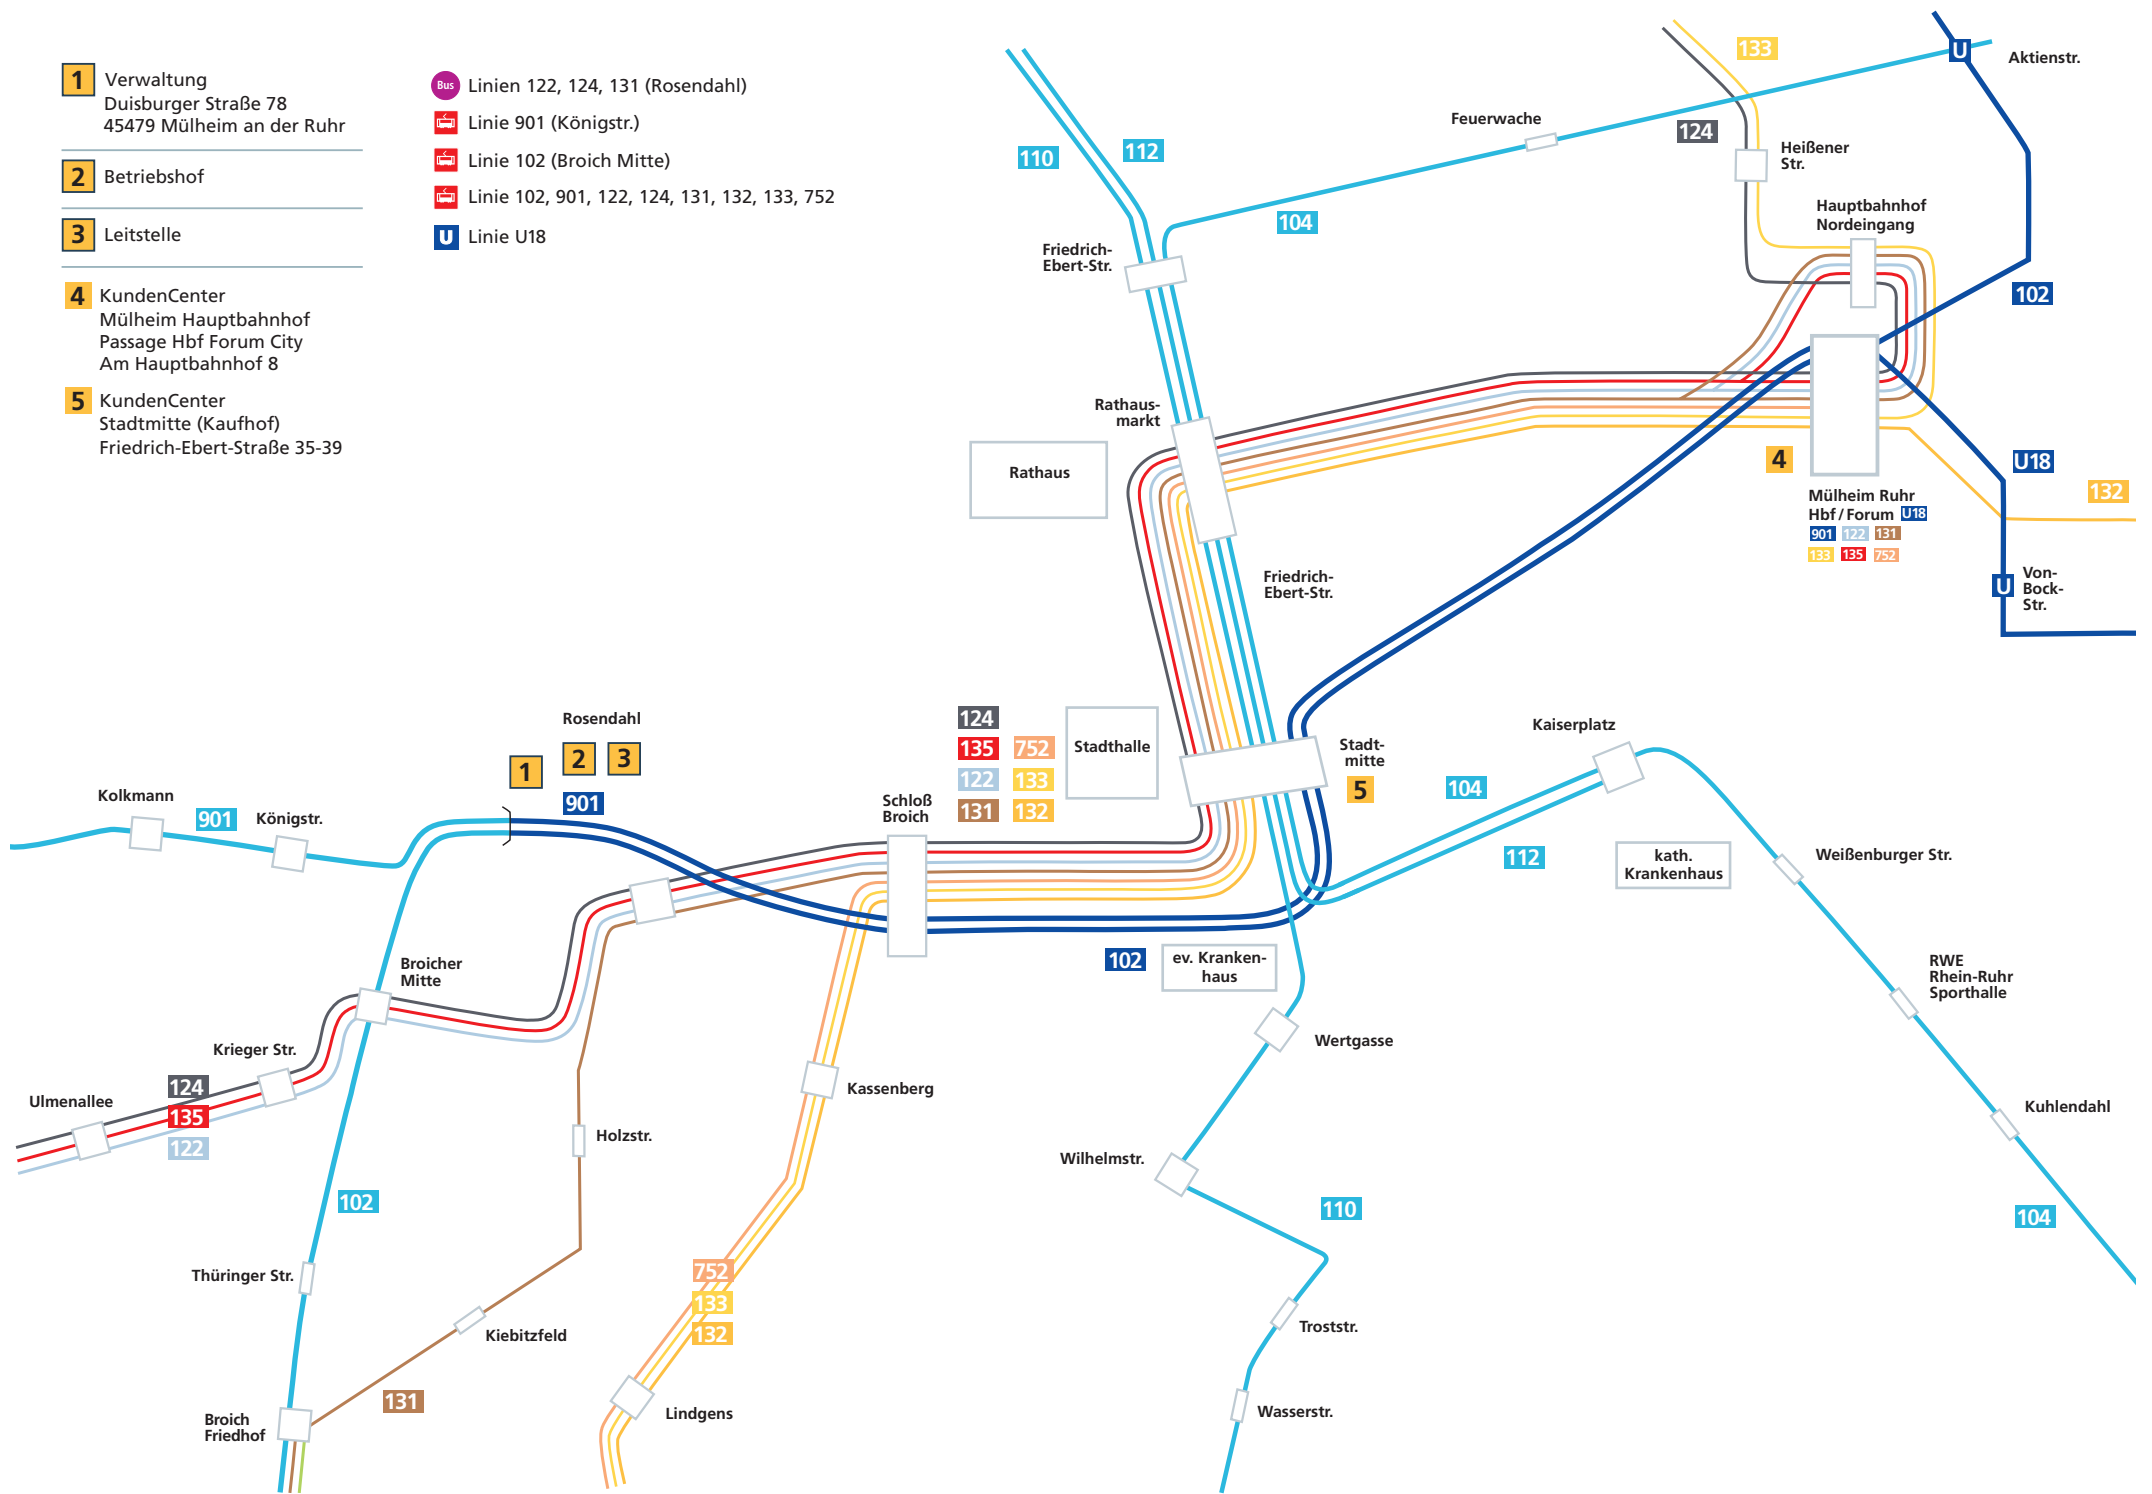 1 Verwaltung
Duisburger Straße 78
45479 Mülheim an der Ruhr
2 Betriebshof
3 Leitstelle
4 KundenCenter
Mülheim Hauptbahnhof
Passage Hbf Forum City
Am Hauptbahnhof 8
5 KundenCenter
Stadtmitte (Kaufhof)
Friedrich-Ebert-Straße 35-39
Bus Linien 122, 124, 131 (Rosendahl)
Linie 901 (Königstr.)
Linie 102 (Broich Mitte)
Linie 102, 901, 122, 124, 131, 132, 133, 752
U Linie U18
133
U
Aktienstr.
Feuerwache
124
Heißener
Str.
110
112
104
Hauptbahnhof
Nordeingang
Friedrich-
Ebert-Str.
102
Rathaus-
markt
Rathaus
4
U18
132
Mülheim Ruhr
Hbf / Forum U18
901 122 131
133 135 752
U
Von-
Bock-
Str.
Friedrich-
Ebert-Str.
Rosendahl
1
2
3
901
124
135 752
122 133
131 132
Stadthalle
Stadt-
mitte
5
Kaiserplatz
104
112
Kolkmann
901
Königstr.
Schloß
Broich
kath.
Krankenhaus
Weißenburger Str.
102
ev. Kranken-
haus
Broicher
Mitte
RWE
Rhein-Ruhr
Sporthalle
Krieger Str.
Wertgasse
Ulmenallee
124
135
122
Kassenberg
Kuhlendahl
Holzstr.
Wilhelmstr.
102
110
104
Thüringer Str.
752
133
132
Kiebitzfeld
Troststr.
131
Broich
Friedhof
Lindgens
Wasserstr.